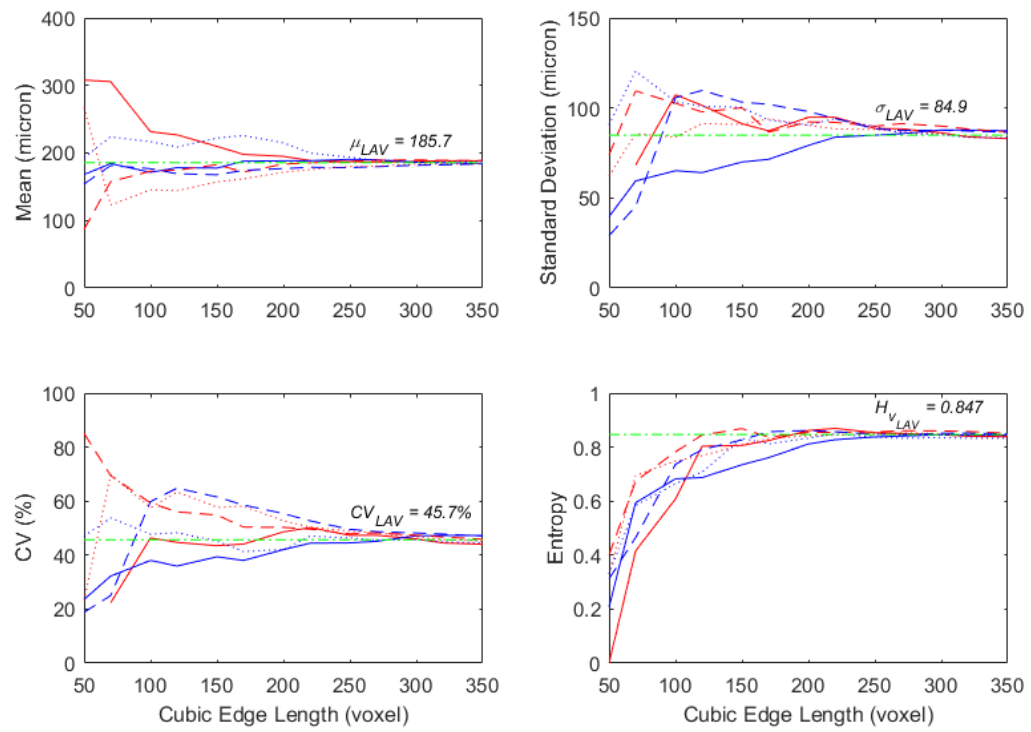 400
300
200
100
0
Mean (micron)
μLAV = 185.7
50 100 150 200 250 300 350
150
100
50
0
Standard Deviation (micron)
σLAV = 84.9
50 100 150 200 250 300 350
100
80
60
40
20
0
CV (%)
CVLAV = 45.7%
50 100 150 200 250 300 350
Cubic Edge Length (voxel)
1
0.8
0.6
0.4
0.2
0
Entropy
HvLAV = 0.847
50 100 150 200 250 300 350
Cubic Edge Length (voxel)